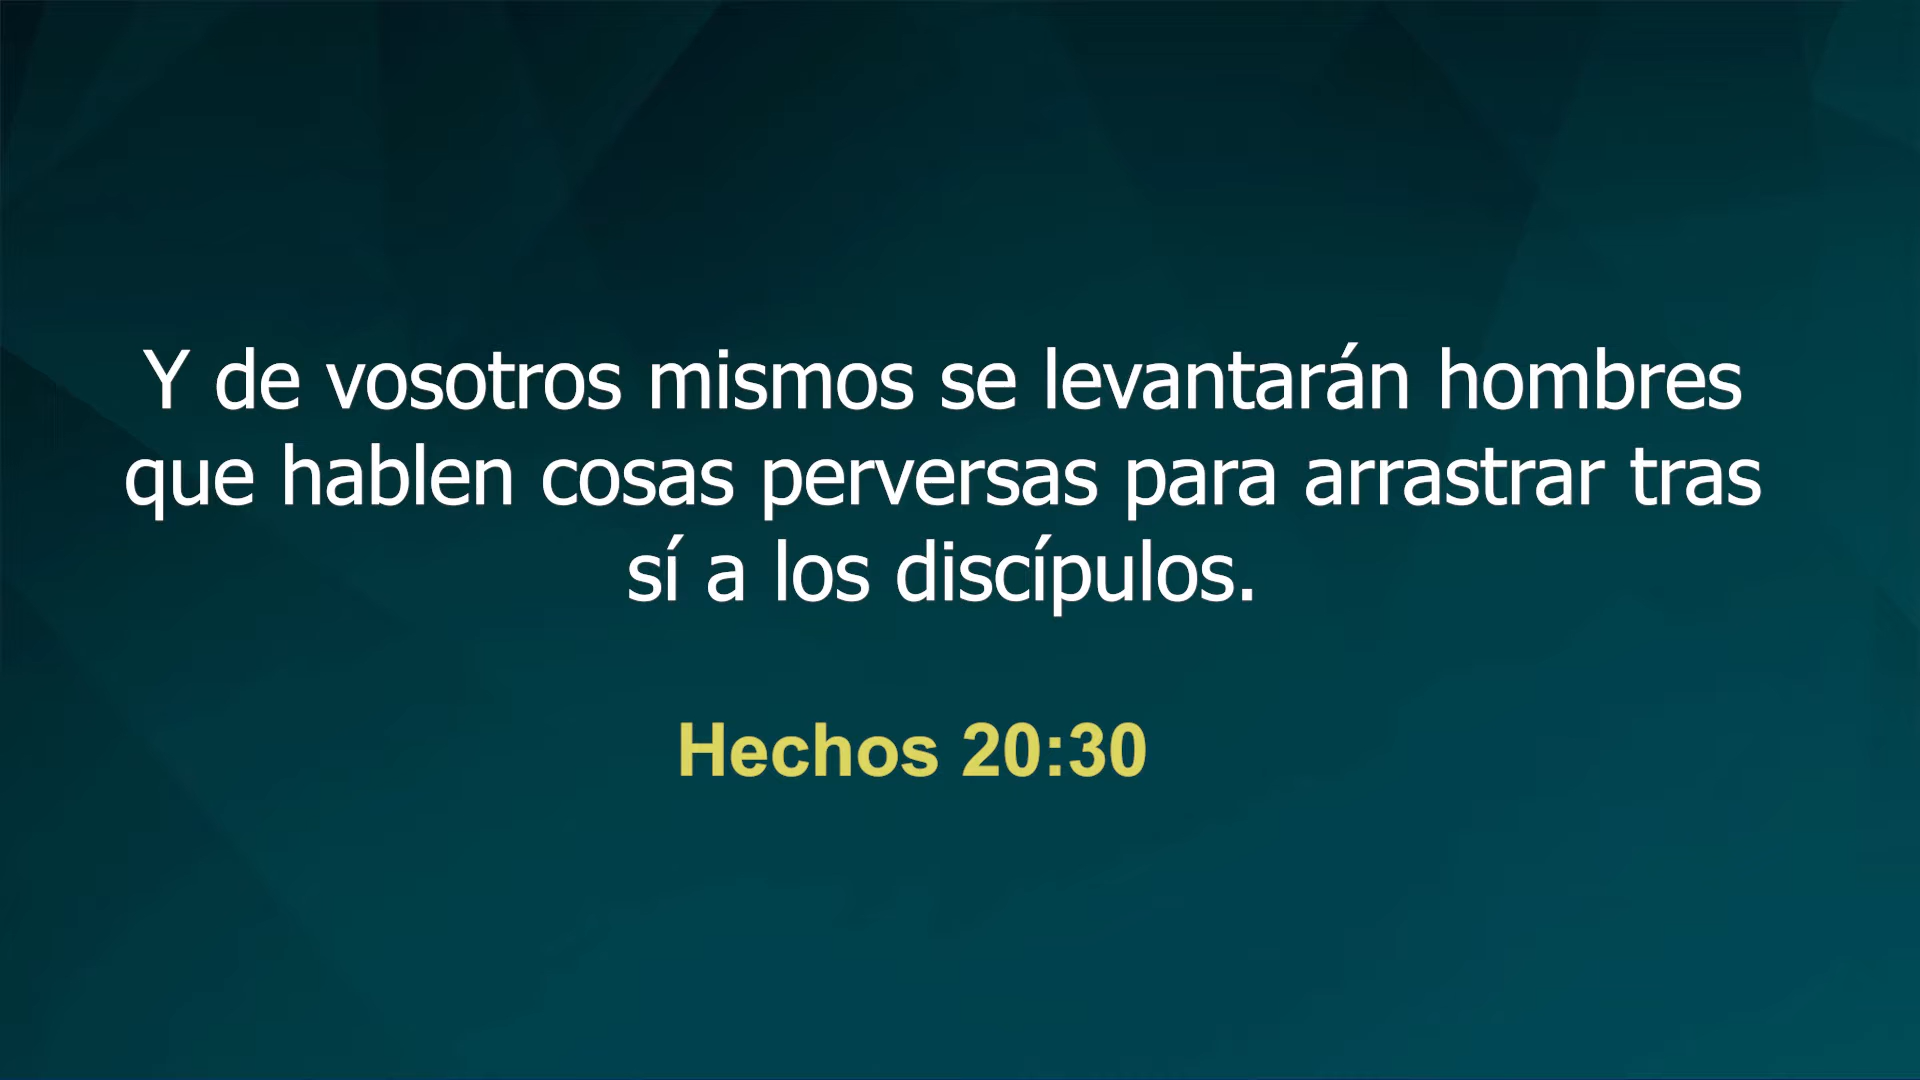 Y de vosotros mismos se levantarán hombres
que hablen cosas perversas para arrastrar tras
sí a los discípulos.
Hechos 20:30